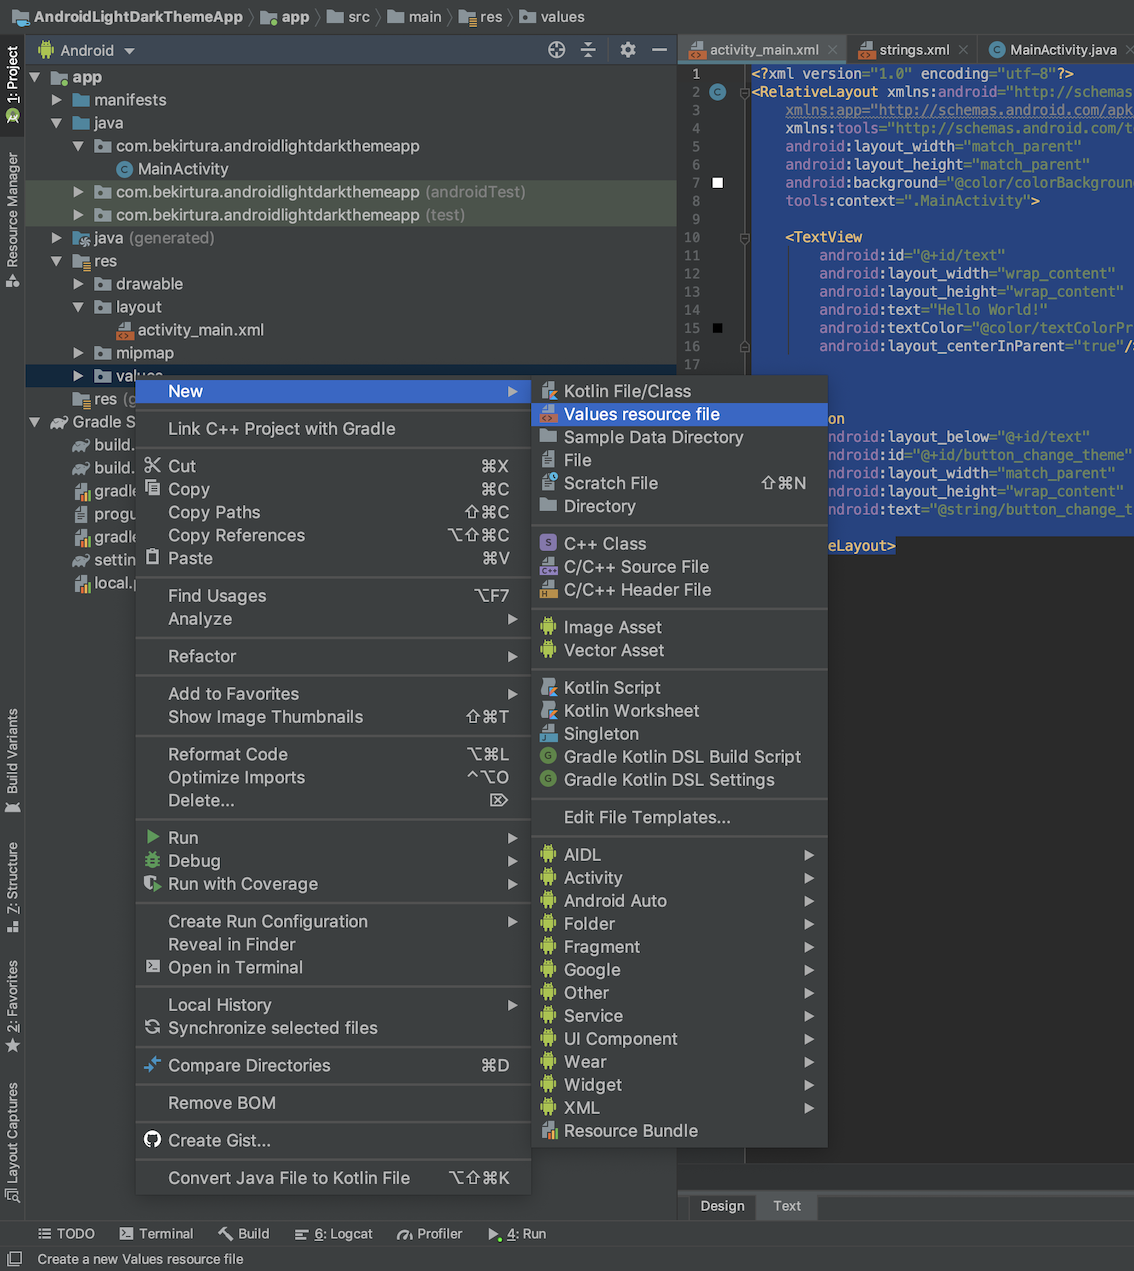 AndroidLightDarkThemeApp app src main res values
Android
activity_main.xml strings.xml MainActivity.java
1: Project
Resource Manager
Build Variants
Z: Structure
2: Favorites
Layout Captures
app
manifests
java
com.bekirtura.androidlightdarkthemeapp
MainActivity
com.bekirtura.androidlightdarkthemeapp (androidTest)
com.bekirtura.androidlightdarkthemeapp (test)
java (generated)
res
drawable
layout
activity_main.xml
mipmap
values
res (g
Gradle S
build.
build.
gradle
progu
gradle
settin
local.p
New
Link C++ Project with Gradle
Cut ⌘X
Copy ⌘C
Copy Paths ⇧⌘C
Copy References ⌥⇧⌘C
Paste ⌘V
Find Usages ⌥F7
Analyze
Refactor
Add to Favorites
Show Image Thumbnails ⇧⌘T
Reformat Code ⌥⌘L
Optimize Imports ^⌥O
Delete... ⌦
Run
Debug
Run with Coverage
Create Run Configuration
Reveal in Finder
Open in Terminal
Local History
Synchronize selected files
Compare Directories ⌘D
Remove BOM
Create Gist...
Convert Java File to Kotlin File ⌥⇧⌘K
Kotlin File/Class
Values resource file
Sample Data Directory
File
Scratch File ⇧⌘N
Directory
C++ Class
C/C++ Source File
C/C++ Header File
Image Asset
Vector Asset
Kotlin Script
Kotlin Worksheet
Singleton
Gradle Kotlin DSL Build Script
Gradle Kotlin DSL Settings
Edit File Templates...
AIDL
Activity
Android Auto
Folder
Fragment
Google
Other
Service
UI Component
Wear
Widget
XML
Resource Bundle
1 <?xml version="1.0" encoding="utf-8"?>
2 <RelativeLayout xmlns:android="http://schemas
3 xmlns:app="http://schemas.android.com/apk
4 xmlns:tools="http://schemas.android.com/t
5 android:layout_width="match_parent"
6 android:layout_height="match_parent"
7 android:background="@color/colorBackgroun
8 tools:context=".MainActivity">
9
10 <TextView
11 android:id="@+id/text"
12 android:layout_width="wrap_content"
13 android:layout_height="wrap_content"
14 android:text="Hello World!"
15 android:textColor="@color/textColorPr
16 android:layout_centerInParent="true"/
17
on
ndroid:layout_below="@+id/text"
ndroid:id="@+id/button_change_theme"
ndroid:layout_width="match_parent"
ndroid:layout_height="wrap_content"
ndroid:text="@string/button_change_t
eLayout>
Design Text
TODO Terminal Build 6: Logcat Profiler 4: Run
Create a new Values resource file